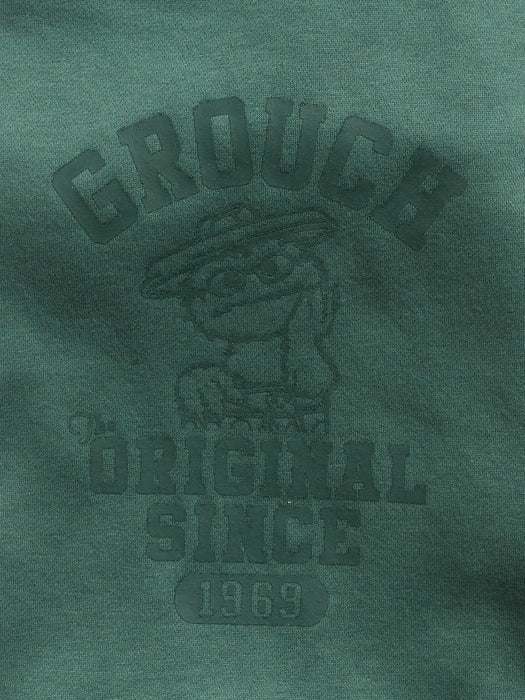 GROUCH
The
ORIGINAL
SINCE
1969